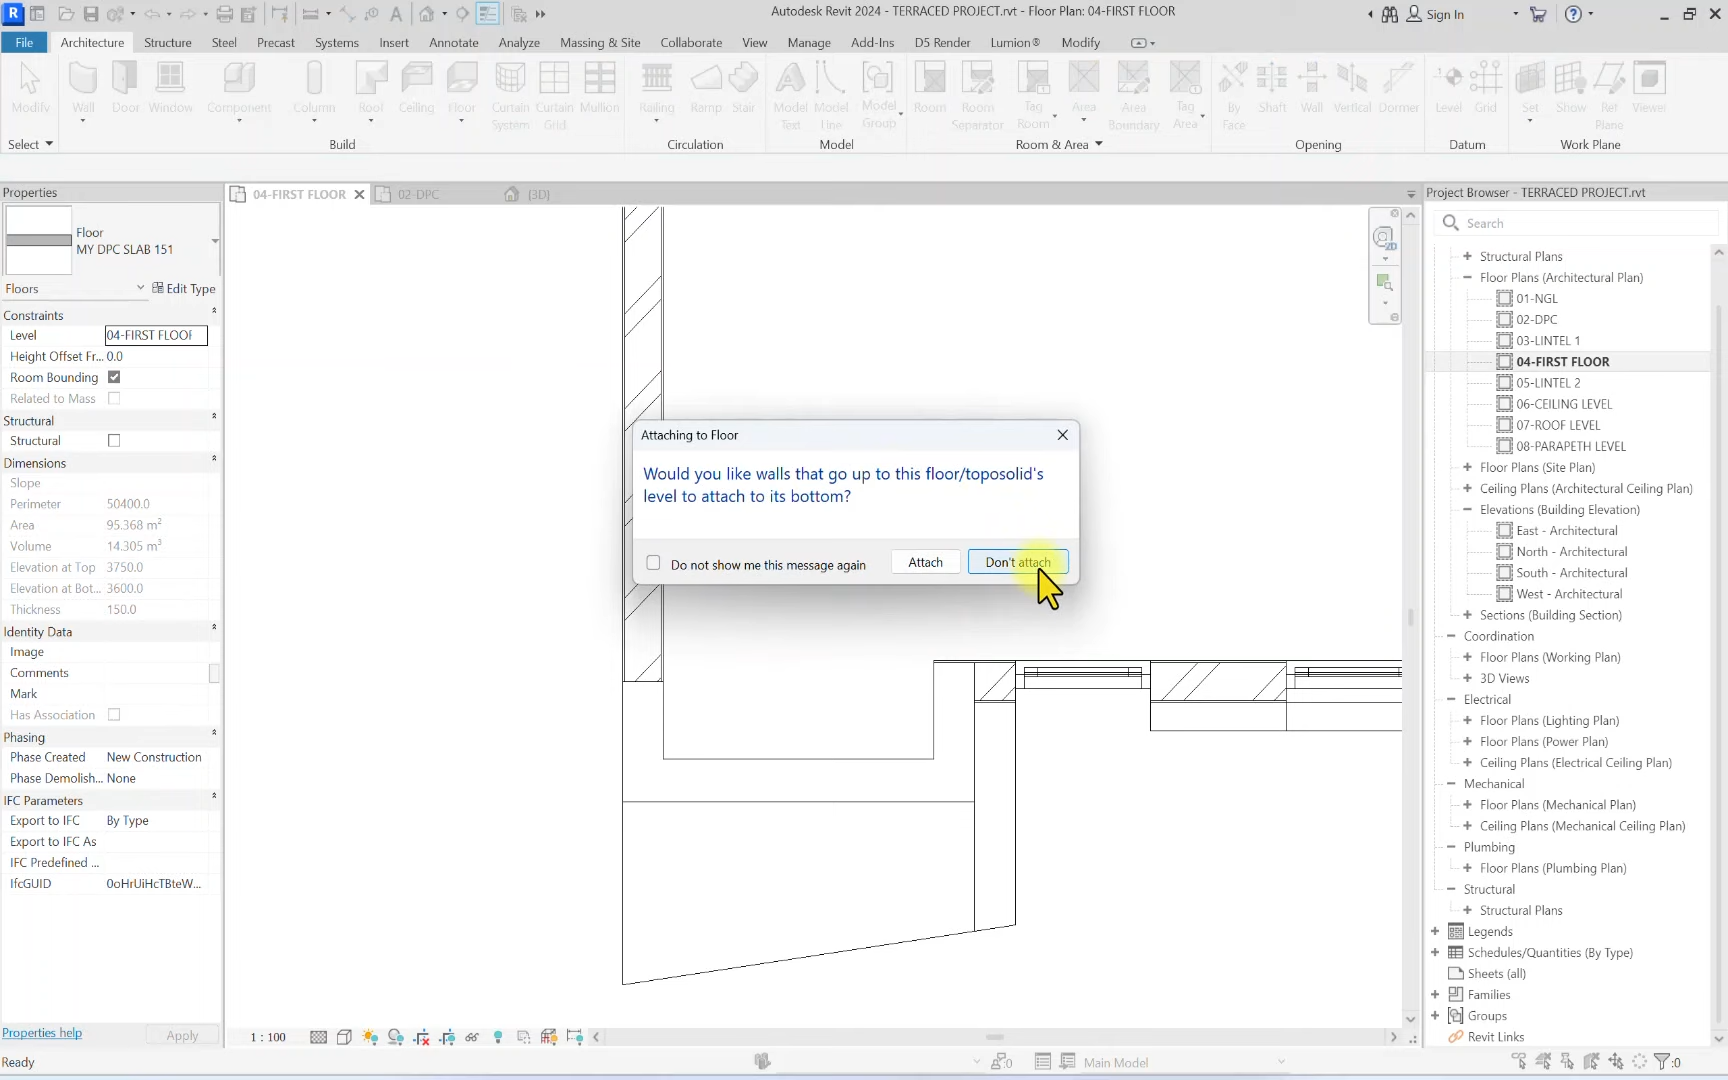 Autodesk Revit 2024 - TERRACED PROJECT.rvt - Floor Plan: 04-FIRST FLOOR
Sign In
File Architecture Structure Steel Precast Systems Insert Annotate Analyze Massing & Site Collaborate View Manage Add-Ins D5 Render Lumion® Modify
Modify Wall Door Window Component Column Roof Ceiling Floor Curtain System Curtain Grid Mullion Railing Ramp Stair Model Text Model Line Model Group Room Room Separator Tag Room Area Area Boundary Tag Area By Face Shaft Wall Vertical Dormer Level Grid Set Show Ref Plane Viewer
Select Build Circulation Model Room & Area Opening Datum Work Plane
Properties
04-FIRST FLOOR 02-DPC {3D}
Project Browser - TERRACED PROJECT.rvt
Floor
MY DPC SLAB 151
Floors Edit Type
Constraints
Level 04-FIRST FLOOF
Height Offset Fr... 0.0
Room Bounding
Related to Mass
Structural
Structural
Dimensions
Slope
Perimeter 50400.0
Area 95.368 m²
Volume 14.305 m³
Elevation at Top 3750.0
Elevation at Bot... 3600.0
Thickness 150.0
Identity Data
Image
Comments
Mark
Has Association
Phasing
Phase Created New Construction
Phase Demolish... None
IFC Parameters
Export to IFC By Type
Export to IFC As
IFC Predefined ...
IfcGUID 0oHrUiHcTBteW...
Properties help Apply
Attaching to Floor
Would you like walls that go up to this floor/toposolid's
level to attach to its bottom?
Do not show me this message again Attach Don't attach
Search
Structural Plans
Floor Plans (Architectural Plan)
01-NGL
02-DPC
03-LINTEL 1
04-FIRST FLOOR
05-LINTEL 2
06-CEILING LEVEL
07-ROOF LEVEL
08-PARAPETH LEVEL
Floor Plans (Site Plan)
Ceiling Plans (Architectural Ceiling Plan)
Elevations (Building Elevation)
East - Architectural
North - Architectural
South - Architectural
West - Architectural
Sections (Building Section)
Coordination
Floor Plans (Working Plan)
3D Views
Electrical
Floor Plans (Lighting Plan)
Floor Plans (Power Plan)
Ceiling Plans (Electrical Ceiling Plan)
Mechanical
Floor Plans (Mechanical Plan)
Ceiling Plans (Mechanical Ceiling Plan)
Plumbing
Floor Plans (Plumbing Plan)
Structural
Structural Plans
Legends
Schedules/Quantities (By Type)
Sheets (all)
Families
Groups
Revit Links
1 : 100
Ready
:0 Main Model :0